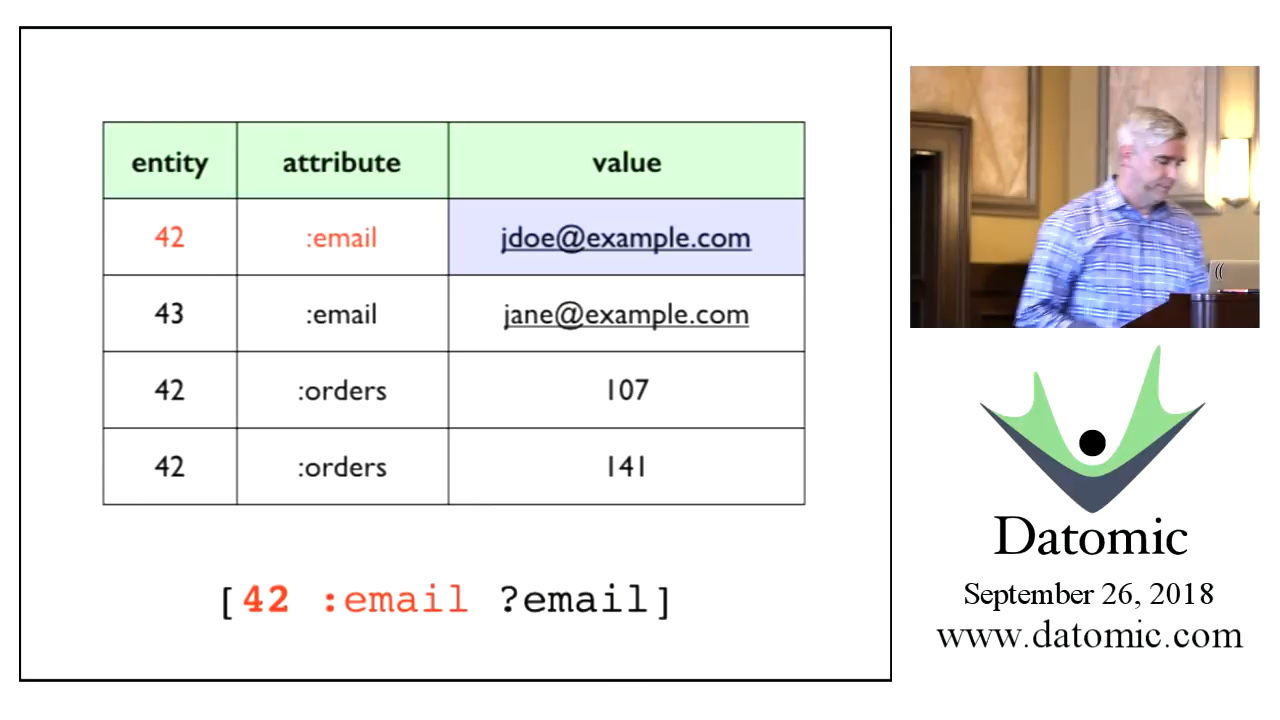 entity attribute value
42 :email jdoe@example.com
43 :email jane@example.com
42 :orders 107
42 :orders 141
[42 :email ?email]
Datomic
September 26, 2018
www.datomic.com